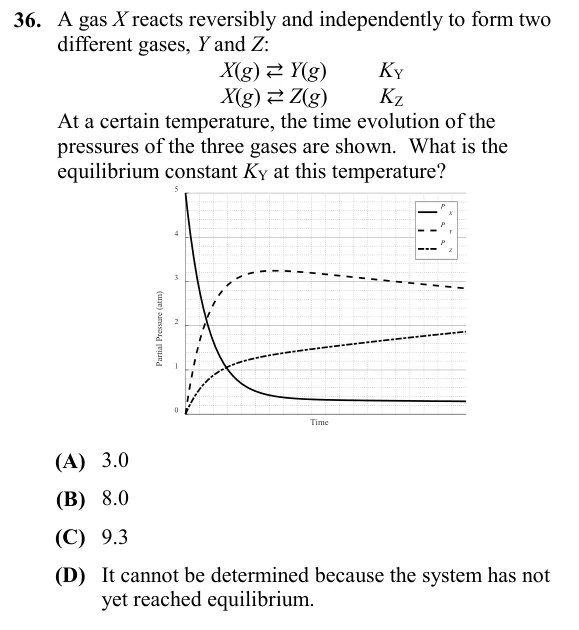 36. A gas X reacts reversibly and independently to form two
different gases, Y and Z:
X(g) ⇄ Y(g) K_Y
X(g) ⇄ Z(g) K_Z
At a certain temperature, the time evolution of the
pressures of the three gases are shown. What is the
equilibrium constant K_Y at this temperature?
5
P_X
P_Y
P_Z
4
3
2
1
0
Partial Pressure (atm)
Time
(A) 3.0
(B) 8.0
(C) 9.3
(D) It cannot be determined because the system has not
yet reached equilibrium.